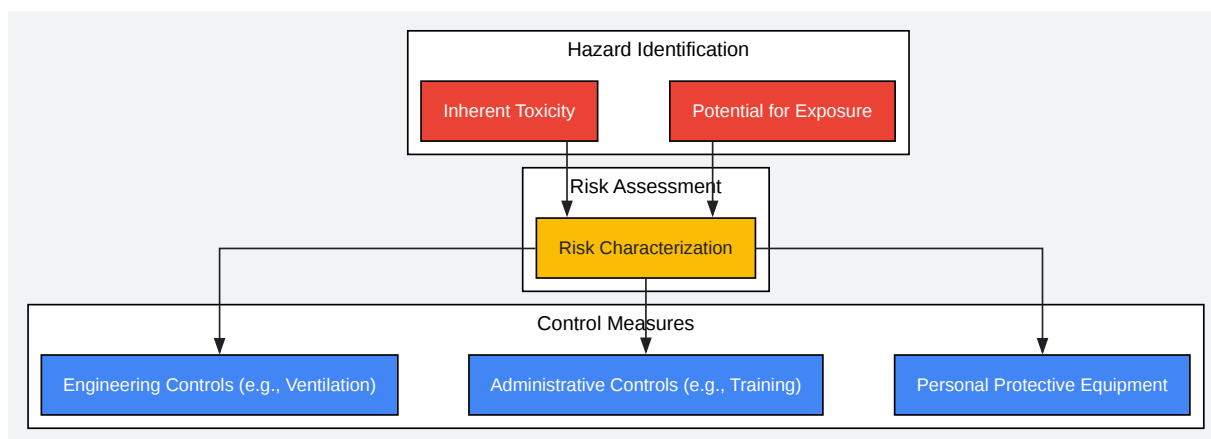 Hazard Identification
Inherent Toxicity
Potential for Exposure
Risk Assessment
Risk Characterization
Control Measures
Engineering Controls (e.g., Ventilation)
Administrative Controls (e.g., Training)
Personal Protective Equipment